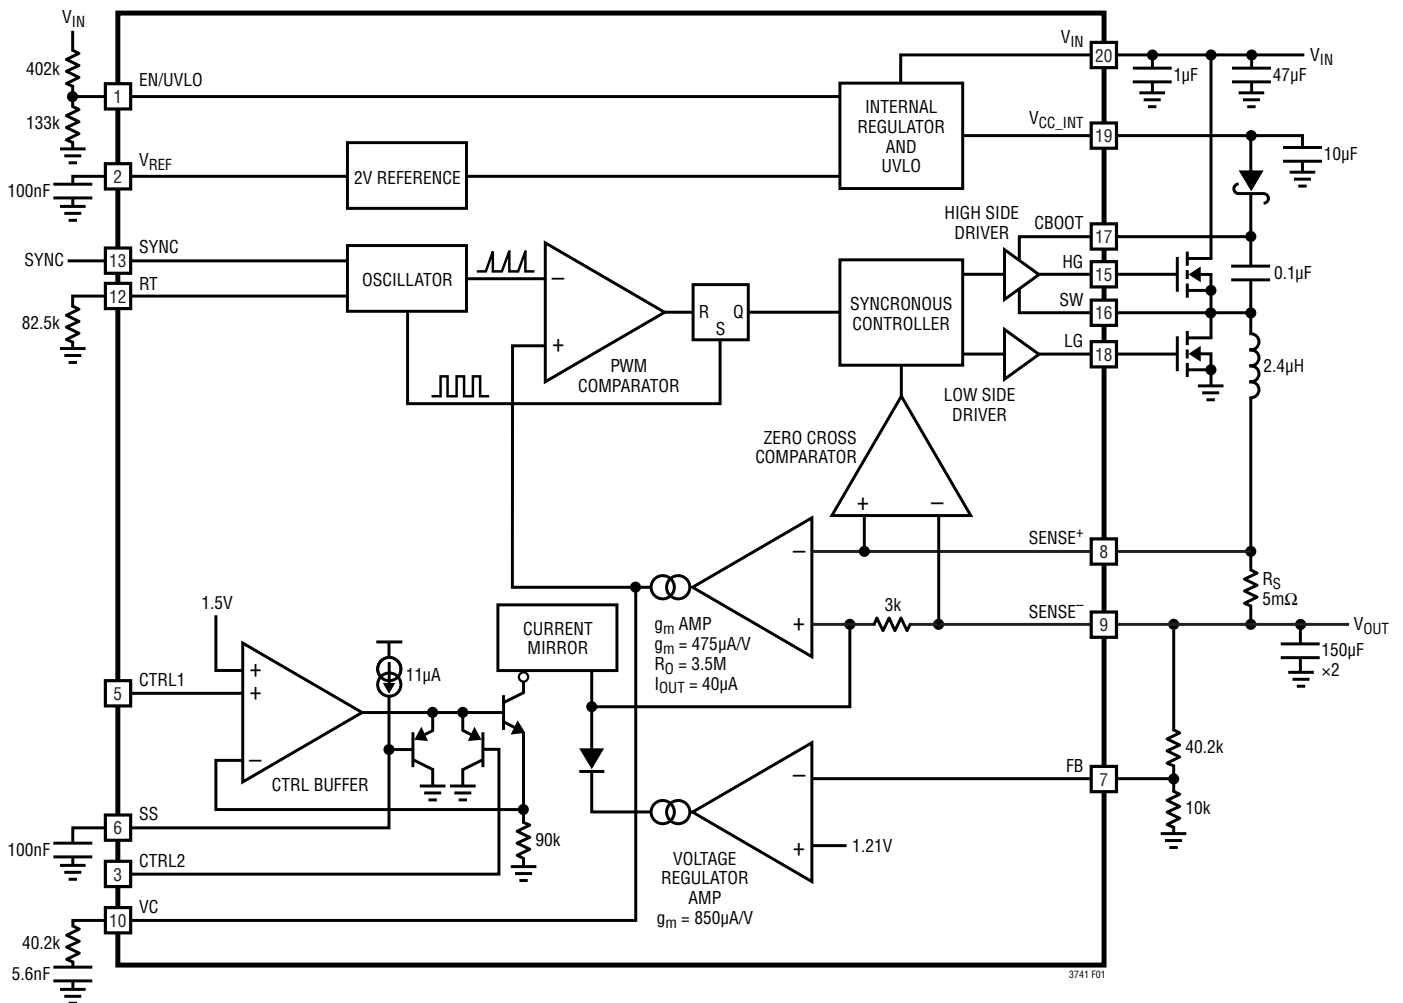 VIN
402k
1
EN/UVLO
133k
2
VREF
100nF
2V REFERENCE
INTERNAL
REGULATOR
AND
UVLO
VIN
20
VIN
1µF
47µF
VCC_INT
19
10µF
SYNC
13
SYNC
12
RT
82.5k
OSCILLATOR
−
+
PWM
COMPARATOR
R
S
Q
SYNCRONOUS
CONTROLLER
HIGH SIDE
DRIVER
CBOOT
17
HG
15
SW
16
LG
18
LOW SIDE
DRIVER
0.1µF
2.4µH
ZERO CROSS
COMPARATOR
+
−
SENSE+
8
RS
5mΩ
SENSE−
9
VOUT
150µF
×2
3k
−
+
gm AMP
gm = 475µA/V
RO = 3.5M
IOUT = 40µA
CURRENT
MIRROR
1.5V
5
CTRL1
+
+
−
CTRL BUFFER
11µA
90k
6
SS
100nF
3
CTRL2
10
VC
40.2k
5.6nF
−
+
1.21V
VOLTAGE
REGULATOR
AMP
gm = 850µA/V
FB
7
40.2k
10k
3741 F01